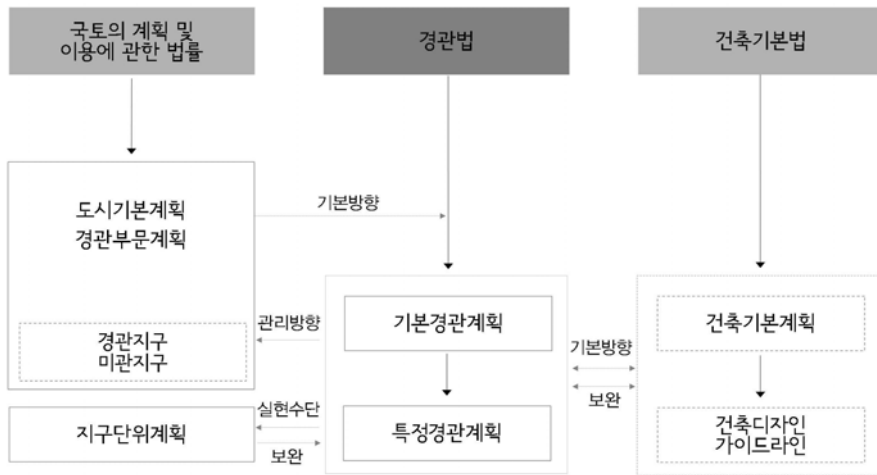 국토의 계획 및
이용에 관한 법률
경관법
건축기본법
도시기본계획
경관부문계획
기본방향
경관지구
미관지구
관리방향
기본경관계획
기본방향
보완
건축기본계획
지구단위계획
실현수단
보완
특정경관계획
건축디자인
가이드라인